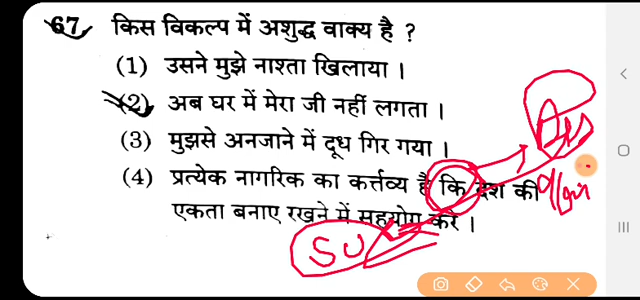 67. किस विकल्प में अशुद्ध वाक्य है ?
(1) उसने मुझे नाश्ता खिलाया ।
(2) अब घर में मेरा जी नहीं लगता ।
(3) मुझसे अनजाने में दूध गिर गया ।
(4) प्रत्येक नागरिक का कर्त्तव्य है कि देश की
एकता बनाए रखने में सहयोग करे ।